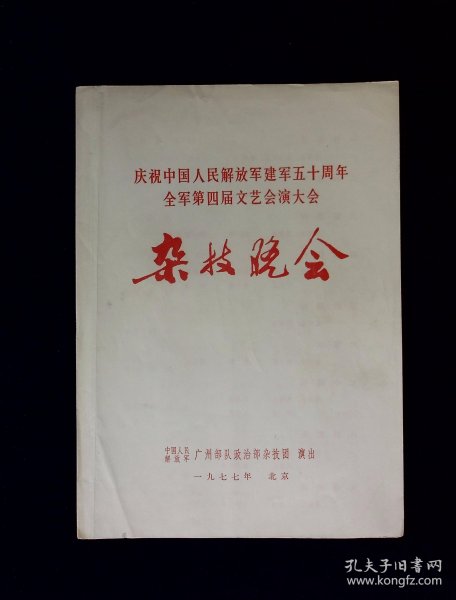 庆祝中国人民解放军建军五十周年
全军第四届文艺会演大会
杂技晚会
中国人民
解放军 广州部队政治部杂技团 演出
一九七七年 北京
孔夫子旧书网
www.kongfz.com